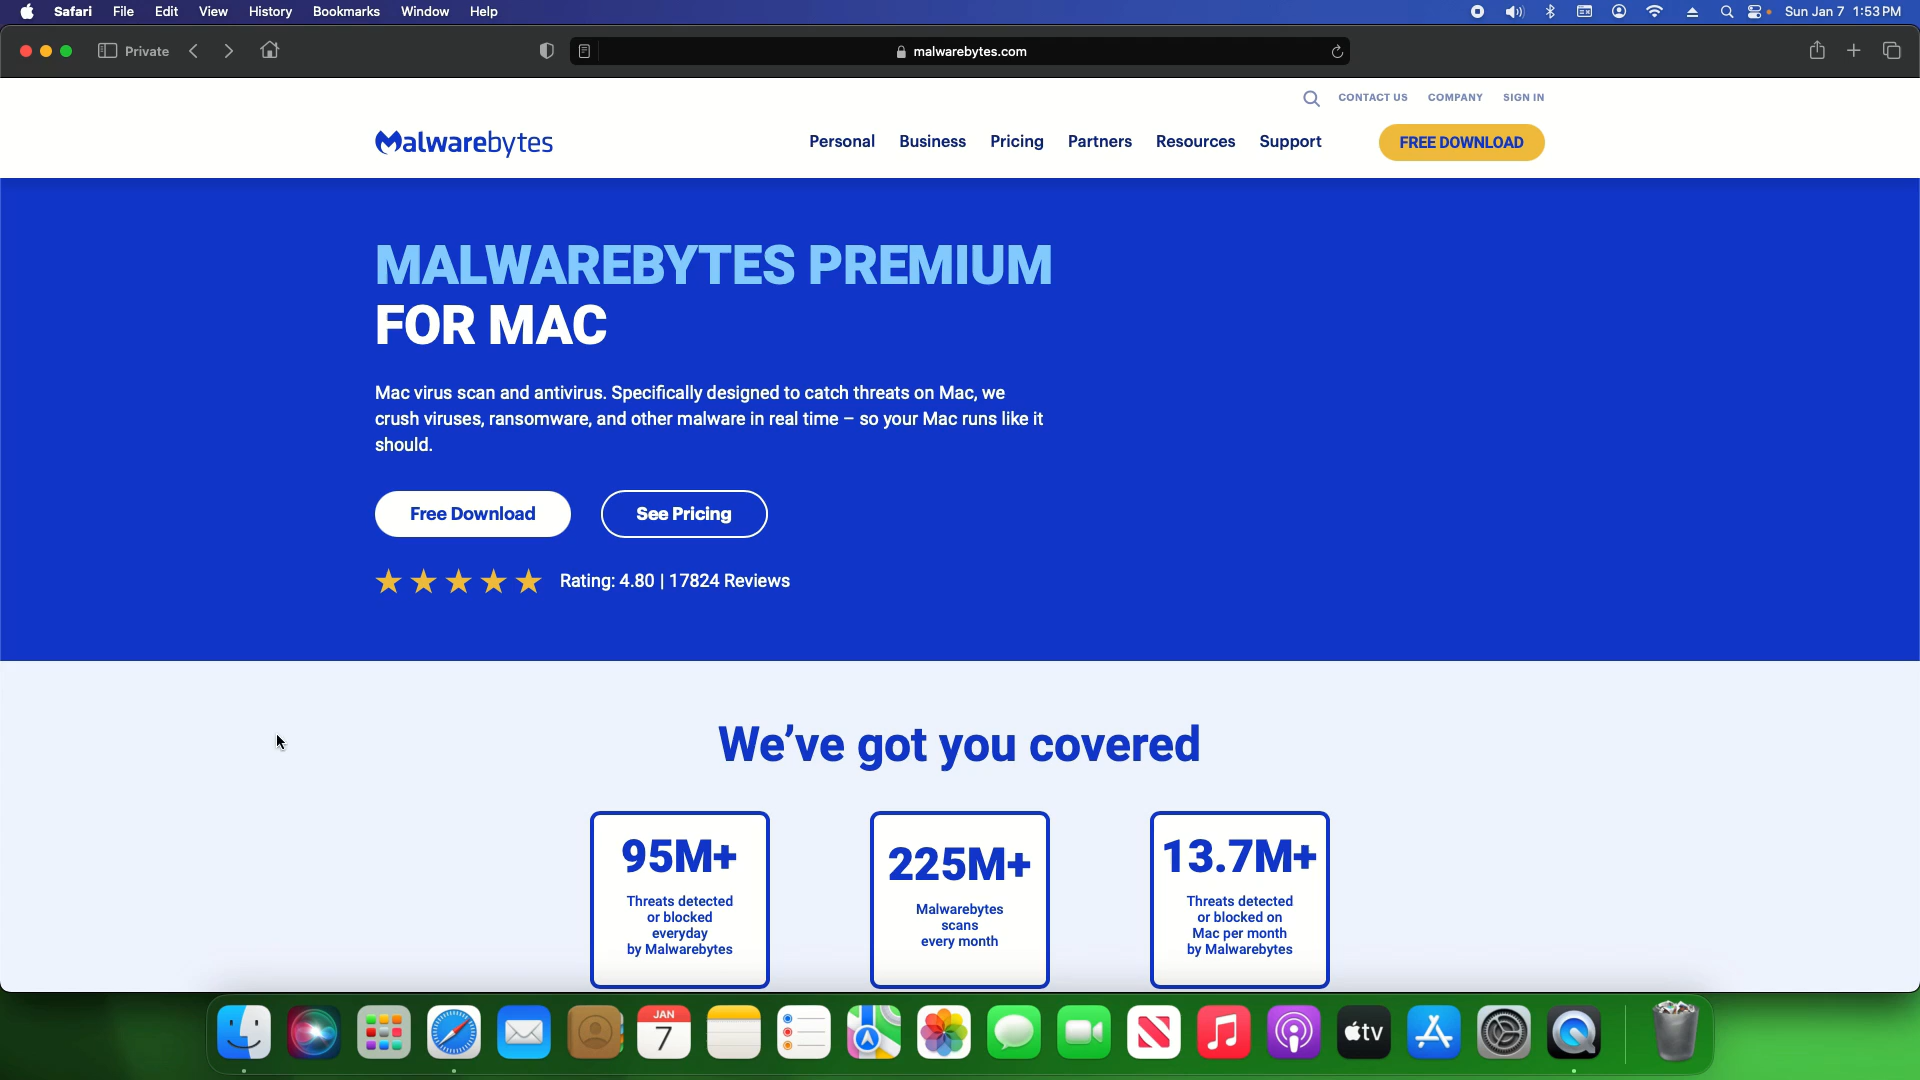 Safari File Edit View History Bookmarks Window Help Sun Jan 7 1:53 PM
Private malwarebytes.com
CONTACT US COMPANY SIGN IN
Malwarebytes Personal Business Pricing Partners Resources Support FREE DOWNLOAD
MALWAREBYTES PREMIUM
FOR MAC
Mac virus scan and antivirus. Specifically designed to catch threats on Mac, we
crush viruses, ransomware, and other malware in real time – so your Mac runs like it
should.
Free Download See Pricing
Rating: 4.80 | 17824 Reviews
We've got you covered
95M+
Threats detected
or blocked
everyday
by Malwarebytes
225M+
Malwarebytes
scans
every month
13.7M+
Threats detected
or blocked on
Mac per month
by Malwarebytes
JAN
7
tv